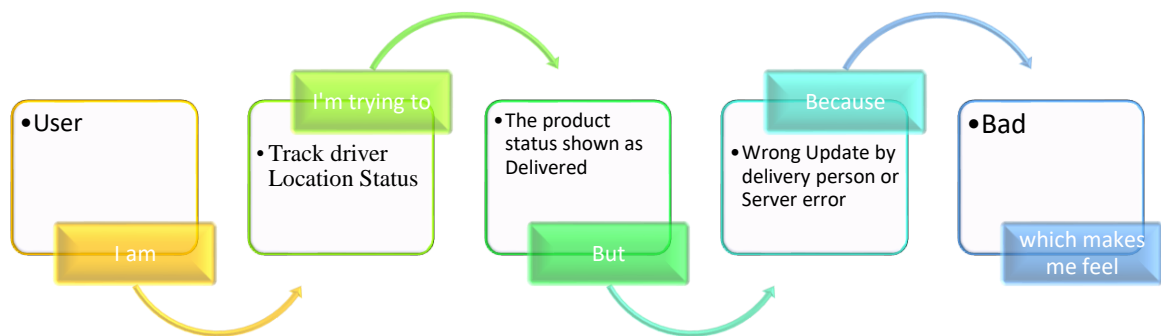 •User
I am
I'm trying to
•Track driver
Location Status
•The product
status shown as
Delivered
But
Because
•Wrong Update by
delivery person or
Server error
•Bad
which makes
me feel